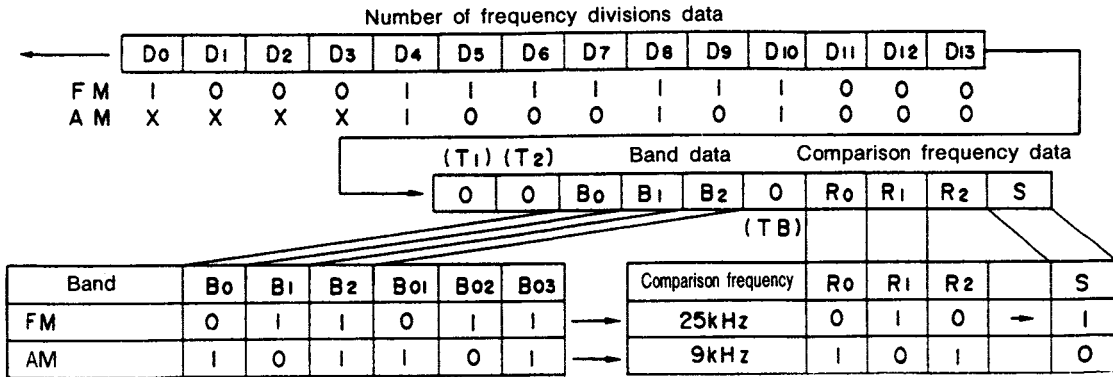 Number of frequency divisions data
D0 D1 D2 D3 D4 D5 D6 D7 D8 D9 D10 D11 D12 D13
FM 1 0 0 0 1 1 1 1 1 1 1 0 0 0
AM X X X X 1 0 0 0 1 0 1 0 0 0
(T1) (T2) Band data Comparison frequency data
0 0 B0 B1 B2 0 R0 R1 R2 S
(TB)
Band B0 B1 B2 B01 B02 B03 Comparison frequency R0 R1 R2 S
FM 0 1 1 0 1 1 → 25kHz 0 1 0 → 1
AM 1 0 1 1 0 1 → 9kHz 1 0 1 0